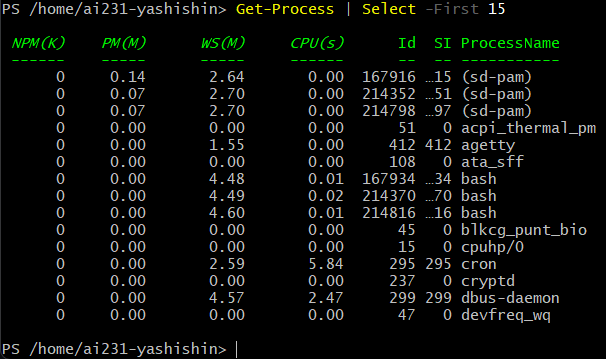 PS /home/ai231-yashishin> Get-Process | Select -First 15
NPM(K) PM(M) WS(M) CPU(s) Id SI ProcessName
------ ----- ----- ------ -- -- -----------
0 0.14 2.64 0.00 167916 …15 (sd-pam)
0 0.07 2.70 0.00 214352 …51 (sd-pam)
0 0.07 2.70 0.00 214798 …97 (sd-pam)
0 0.00 0.00 0.00 51 0 acpi_thermal_pm
0 0.00 1.55 0.00 412 412 agetty
0 0.00 0.00 0.00 108 0 ata_sff
0 0.00 4.48 0.01 167934 …34 bash
0 0.00 4.49 0.02 214370 …70 bash
0 0.00 4.60 0.01 214816 …16 bash
0 0.00 0.00 0.00 45 0 blkcg_punt_bio
0 0.00 0.00 0.00 15 0 cpuhp/0
0 0.00 2.59 5.84 295 295 cron
0 0.00 0.00 0.00 237 0 cryptd
0 0.00 4.57 2.47 299 299 dbus-daemon
0 0.00 0.00 0.00 47 0 devfreq_wq
PS /home/ai231-yashishin>